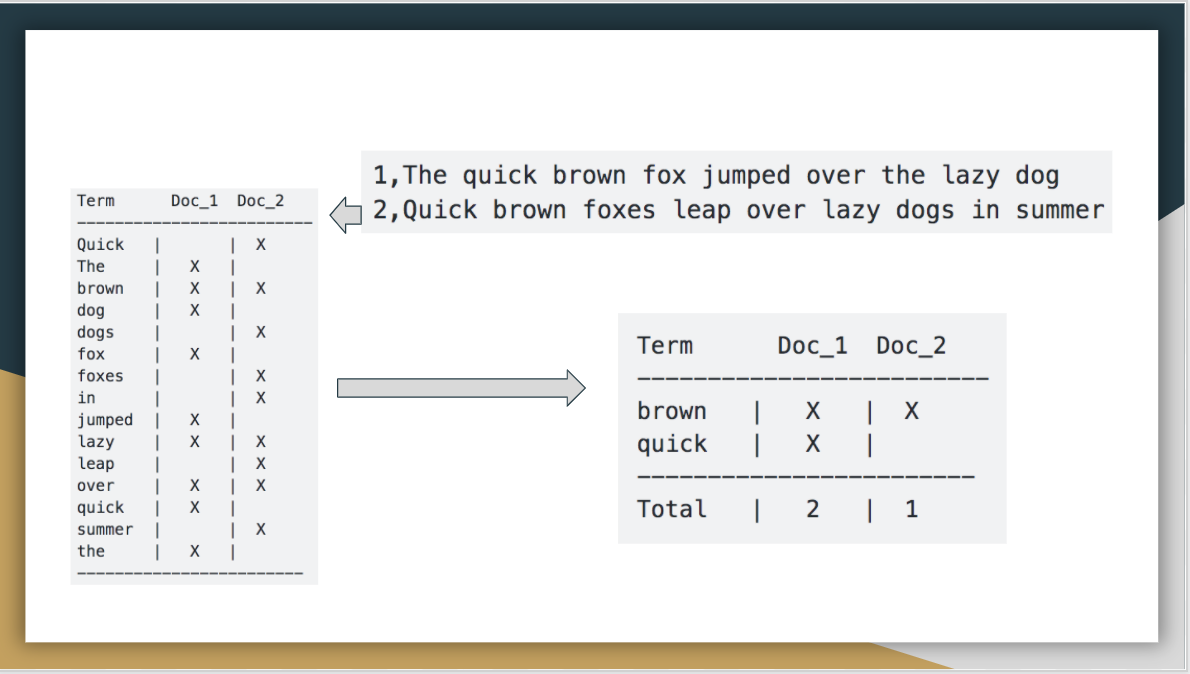 1,The quick brown fox jumped over the lazy dog
2,Quick brown foxes leap over lazy dogs in summer
Term Doc_1 Doc_2
-------------------------
Quick | | X
The | X |
brown | X | X
dog | X |
dogs | | X
fox | X |
foxes | | X
in | | X
jumped | X |
lazy | X | X
leap | | X
over | X | X
quick | X |
summer | | X
the | X |
------------------------
Term Doc_1 Doc_2
-------------------------
brown | X | X
quick | X |
------------------------
Total | 2 | 1